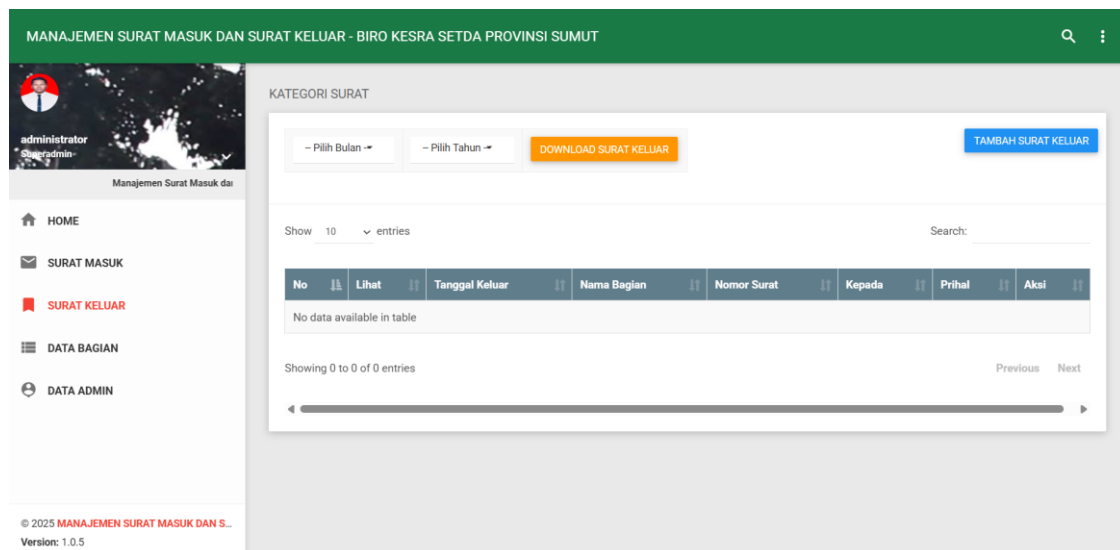 MANAJEMEN SURAT MASUK DAN SURAT KELUAR - BIRO KESRA SETDA PROVINSI SUMUT
administrator
Superadmin
Manajemen Surat Masuk dan
HOME
SURAT MASUK
SURAT KELUAR
DATA BAGIAN
DATA ADMIN
© 2025 MANAJEMEN SURAT MASUK DAN S...
Version: 1.0.5
KATEGORI SURAT
-- Pilih Bulan --
-- Pilih Tahun --
DOWNLOAD SURAT KELUAR
TAMBAH SURAT KELUAR
Show 10 entries
Search:
No Lihat Tanggal Keluar Nama Bagian Nomor Surat Kepada Prihal Aksi
No data available in table
Showing 0 to 0 of 0 entries
Previous Next